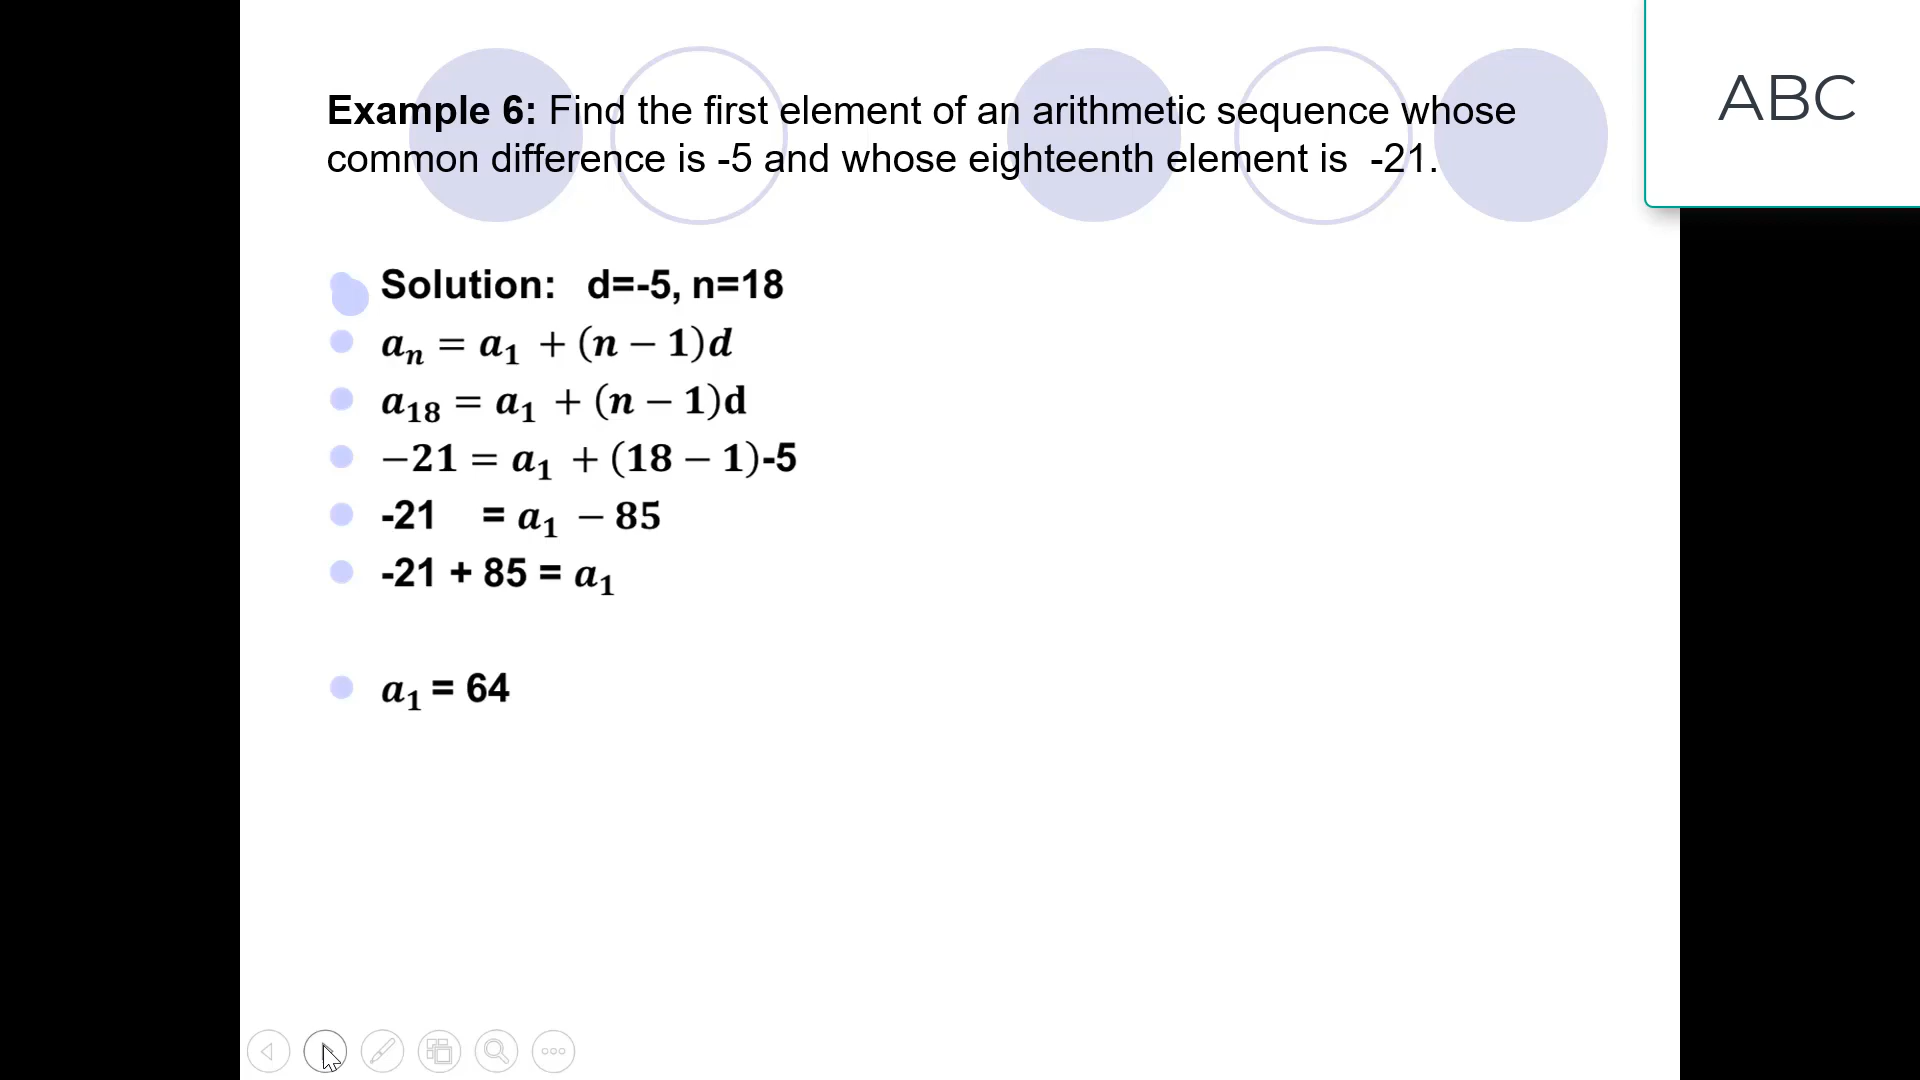 Example 6: Find the first element of an arithmetic sequence whose
common difference is -5 and whose eighteenth element is -21.
ABC
Solution: d=-5, n=18
aₙ = a₁ + (n − 1)d
a₁₈ = a₁ + (n − 1)d
−21 = a₁ + (18 − 1)-5
-21 = a₁ − 85
-21 + 85 = a₁
a₁ = 64